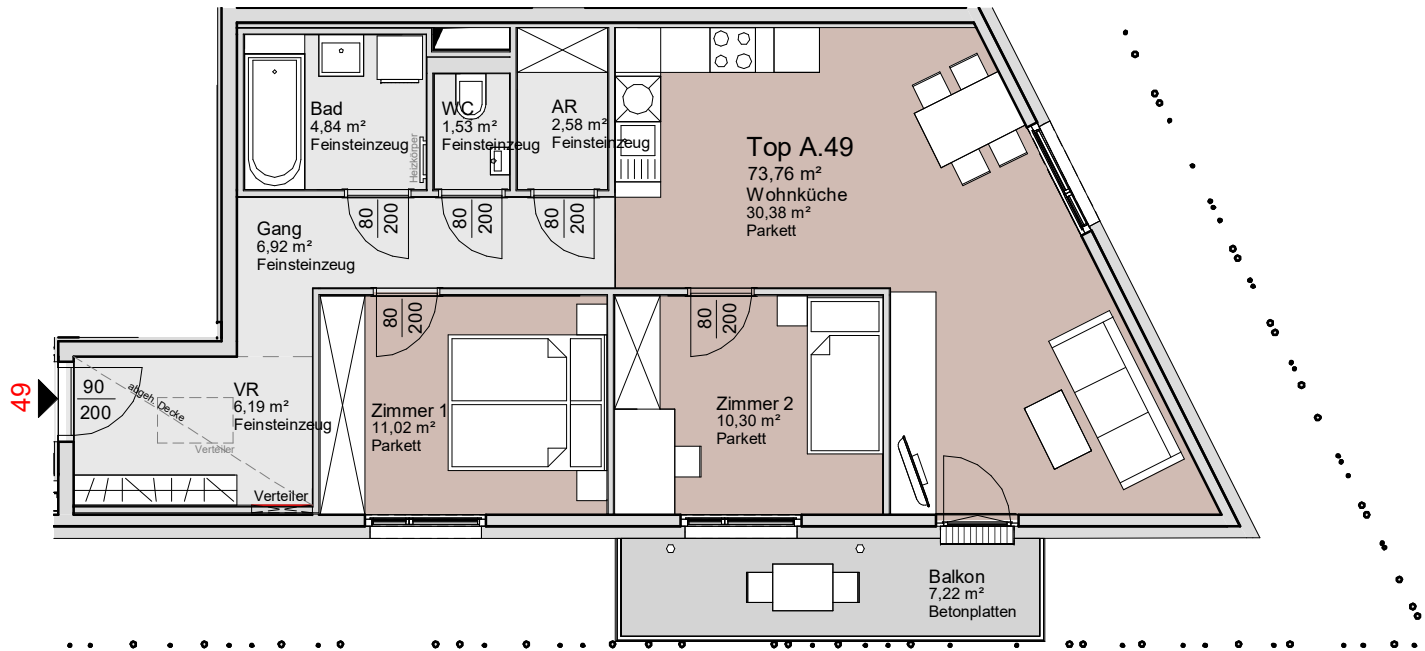 Bad
4,84 m²
Feinsteinzeug
Heizkörper
WC
1,53 m²
Feinsteinzeug
AR
2,58 m²
Feinsteinzeug
Top A.49
73,76 m²
Wohnküche
30,38 m²
Parkett
80
200
80
200
80
200
Gang
6,92 m²
Feinsteinzeug
80
200
80
200
49
90
200
abgeh. Decke
VR
6,19 m²
Feinsteinzeug
Verteiler
Verteiler
Zimmer 1
11,02 m²
Parkett
Zimmer 2
10,30 m²
Parkett
Balkon
7,22 m²
Betonplatten